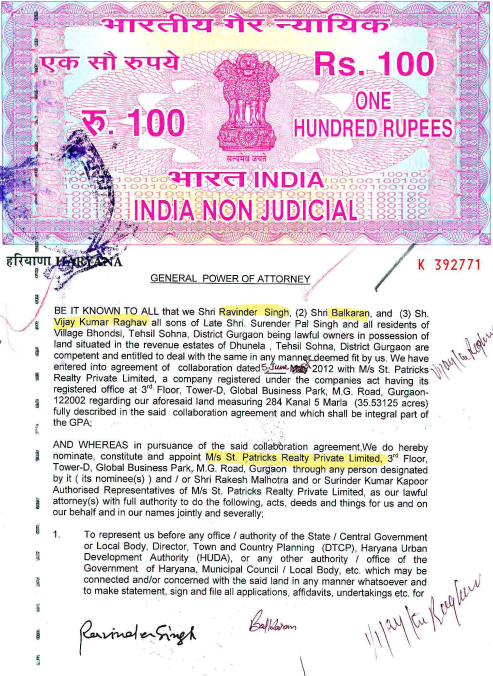 भारतीय गैर न्यायिक
एक सौ रुपये
Rs. 100
रु. 100
ONE
HUNDRED RUPEES
सत्यमेव जयते
भारत INDIA
INDIA NON JUDICIAL
हरियाणा HARYANA
K 392771
GENERAL POWER OF ATTORNEY
BE IT KNOWN TO ALL that we Shri Ravinder Singh, (2) Shri Balkaran, and (3) Sh.
Vijay Kumar Raghav all sons of Late Shri. Surender Pal Singh and all residents of
Village Bhondsi, Tehsil Sohna, District Gurgaon being lawful owners in possession of
land situated in the revenue estates of Dhunela , Tehsil Sohna, District Gurgaon are
competent and entitled to deal with the same in any manner deemed fit by us. We have
entered into agreement of collaboration dated 5 June 2012 with M/s St. Patricks
Realty Private Limited, a company registered under the companies act having its
registered office at 3rd Floor, Tower-D, Global Business Park, M.G. Road, Gurgaon-
122002 regarding our aforesaid land measuring 284 Kanal 5 Marla (35.53125 acres)
fully described in the said collaboration agreement and which shall be integral part of
the GPA;
AND WHEREAS in pursuance of the said collaboration agreement,We do hereby
nominate, constitute and appoint M/s St. Patricks Realty Private Limited, 3rd Floor,
Tower-D, Global Business Park, M.G. Road, Gurgaon through any person designated
by it ( its nominee(s) ) and / or Shri Rakesh Malhotra and or Surinder Kumar Kapoor
Authorised Representatives of M/s St. Patricks Realty Private Limited, as our lawful
attorney(s) with full authority to do the following, acts, deeds and things for us and on
our behalf and in our names jointly and severally;
1. To represent us before any office / authority of the State / Central Government
or Local Body, Director, Town and Country Planning (DTCP), Haryana Urban
Development Authority (HUDA), or any other authority / office of the
Government of Haryana, Municipal Council / Local Body, etc. which may be
connected and/or concerned with the said land in any manner whatsoever and
to make statement, sign and file all applications, affidavits, undertakings etc. for
Ravinder Singh
Balkaran